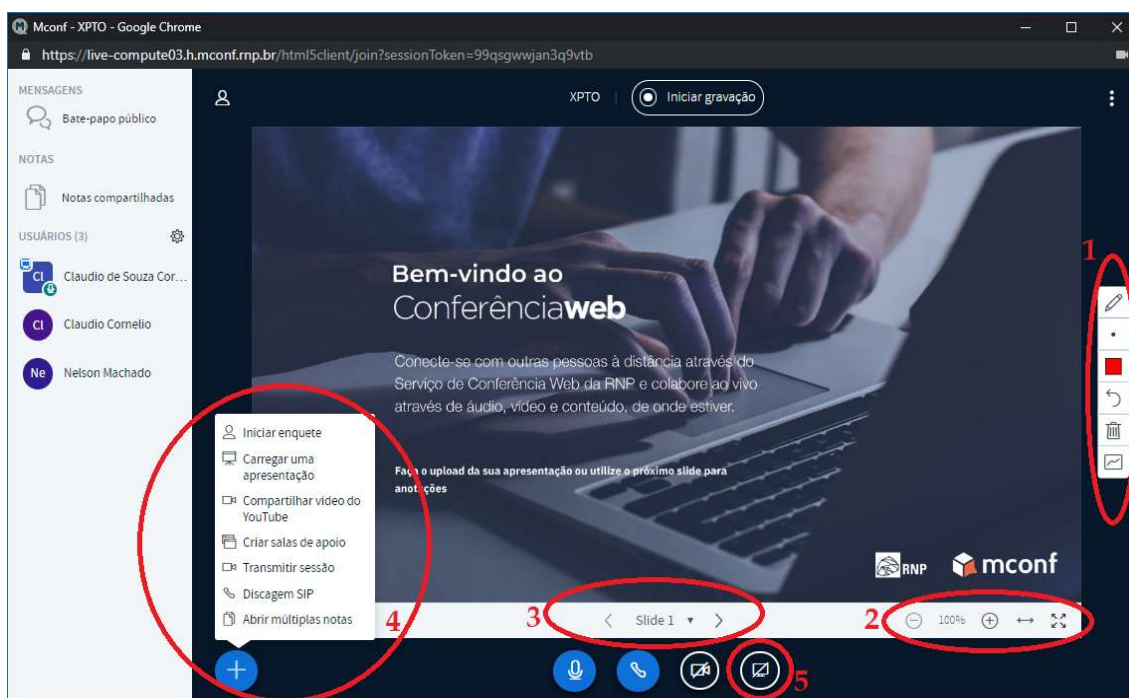 Mconf - XPTO - Google Chrome
https://live-compute03.h.mconf.rnp.br/html5client/join?sessionToken=99qsgwwjan3q9vtb
MENSAGENS
Bate-papo público
NOTAS
Notas compartilhadas
USUÁRIOS (3)
CI Claudio de Souza Cor...
Cl Claudio Cornelio
Ne Nelson Machado
XPTO
Iniciar gravação
Bem-vindo ao
Conferênciaweb
Conecte-se com outras pessoas à distância através do
Serviço de Conferência Web da RNP e colabore ao vivo
através de áudio, vídeo e conteúdo, de onde estiver.
Faça o upload da sua apresentação ou utilize o próximo slide para
anotações
RNP
mconf
1
Iniciar enquete
Carregar uma
apresentação
Compartilhar vídeo do
YouTube
Criar salas de apoio
Transmitir sessão
Discagem SIP
Abrir múltiplas notas
4
3
Slide 1
2
100%
5